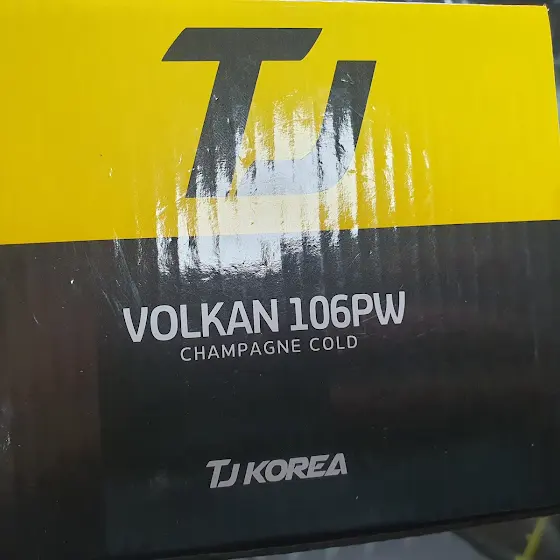 TJ
VOLKAN 106PW
CHAMPAGNE COLD
TJ KOREA